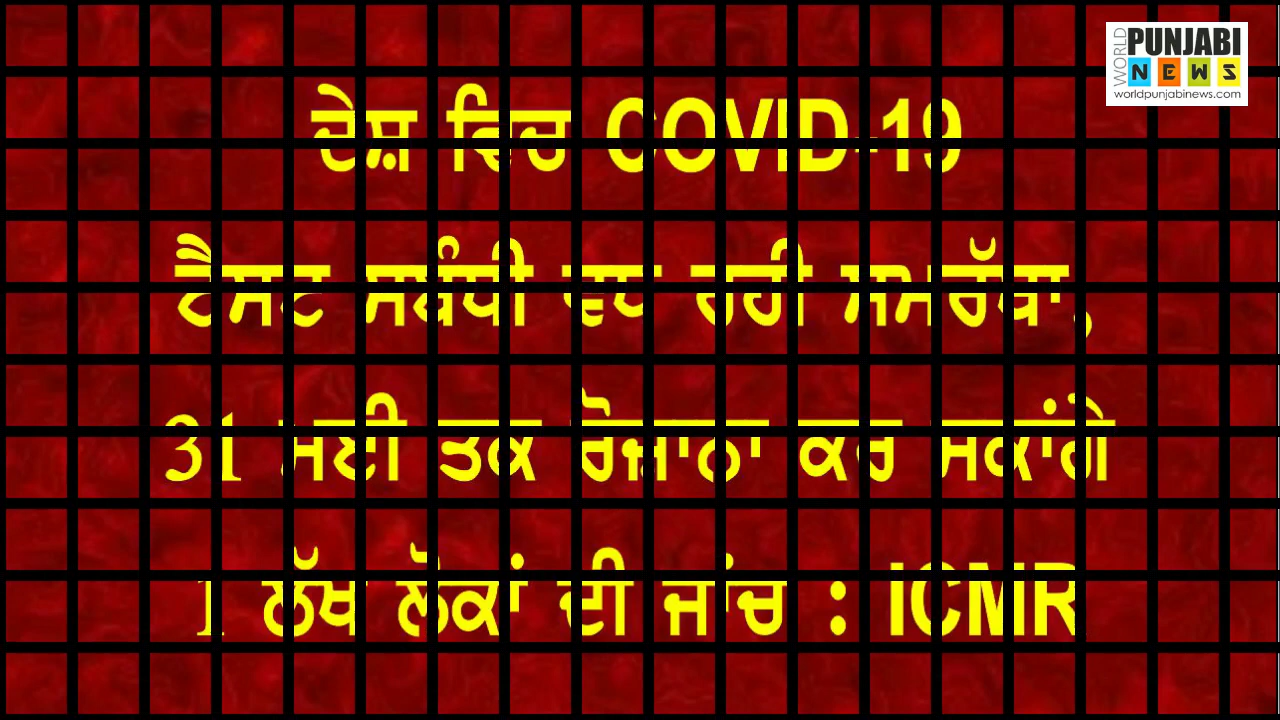 WORLD
PUNJABI
NEWS
worldpunjabinews.com
ਦੇਸ਼ ਵਿਚ COVID-19
ਟੈਸਟ ਸਬੰਧੀ ਵਧ ਰਹੀ ਸਮਰੱਥਾ,
31 ਮਈ ਤਕ ਰੋਜ਼ਾਨਾ ਕਰ ਸਕਾਂਗੇ
1 ਲੱਖ ਲੋਕਾਂ ਦੀ ਜਾਂਚ : ICMR